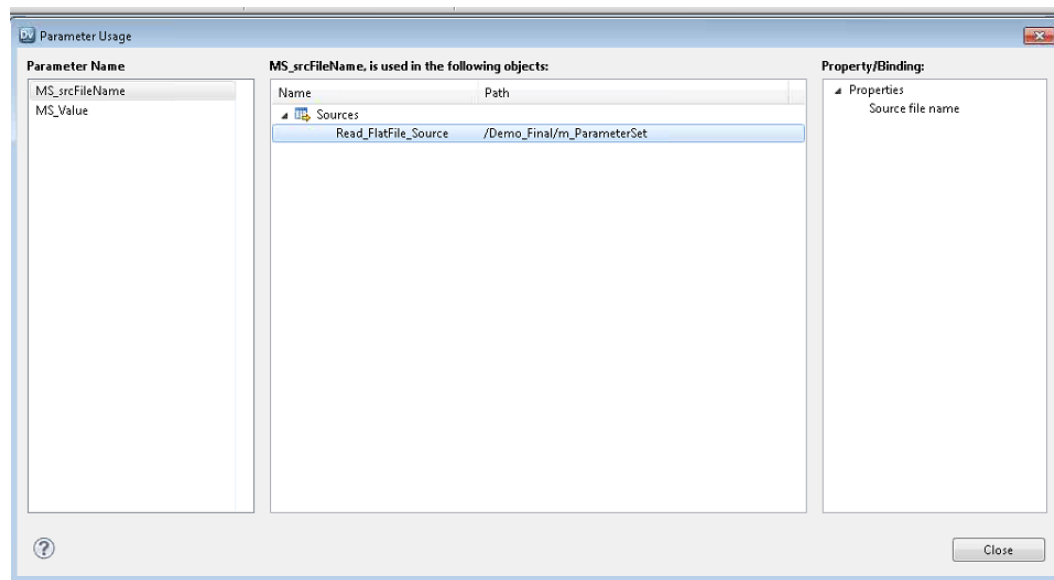 Dv Parameter Usage
Parameter Name
MS_srcFileName
MS_Value
MS_srcFileName, is used in the following objects:
Name Path
Sources
Read_FlatFile_Source /Demo_Final/m_ParameterSet
Property/Binding:
Properties
Source file name
?
Close